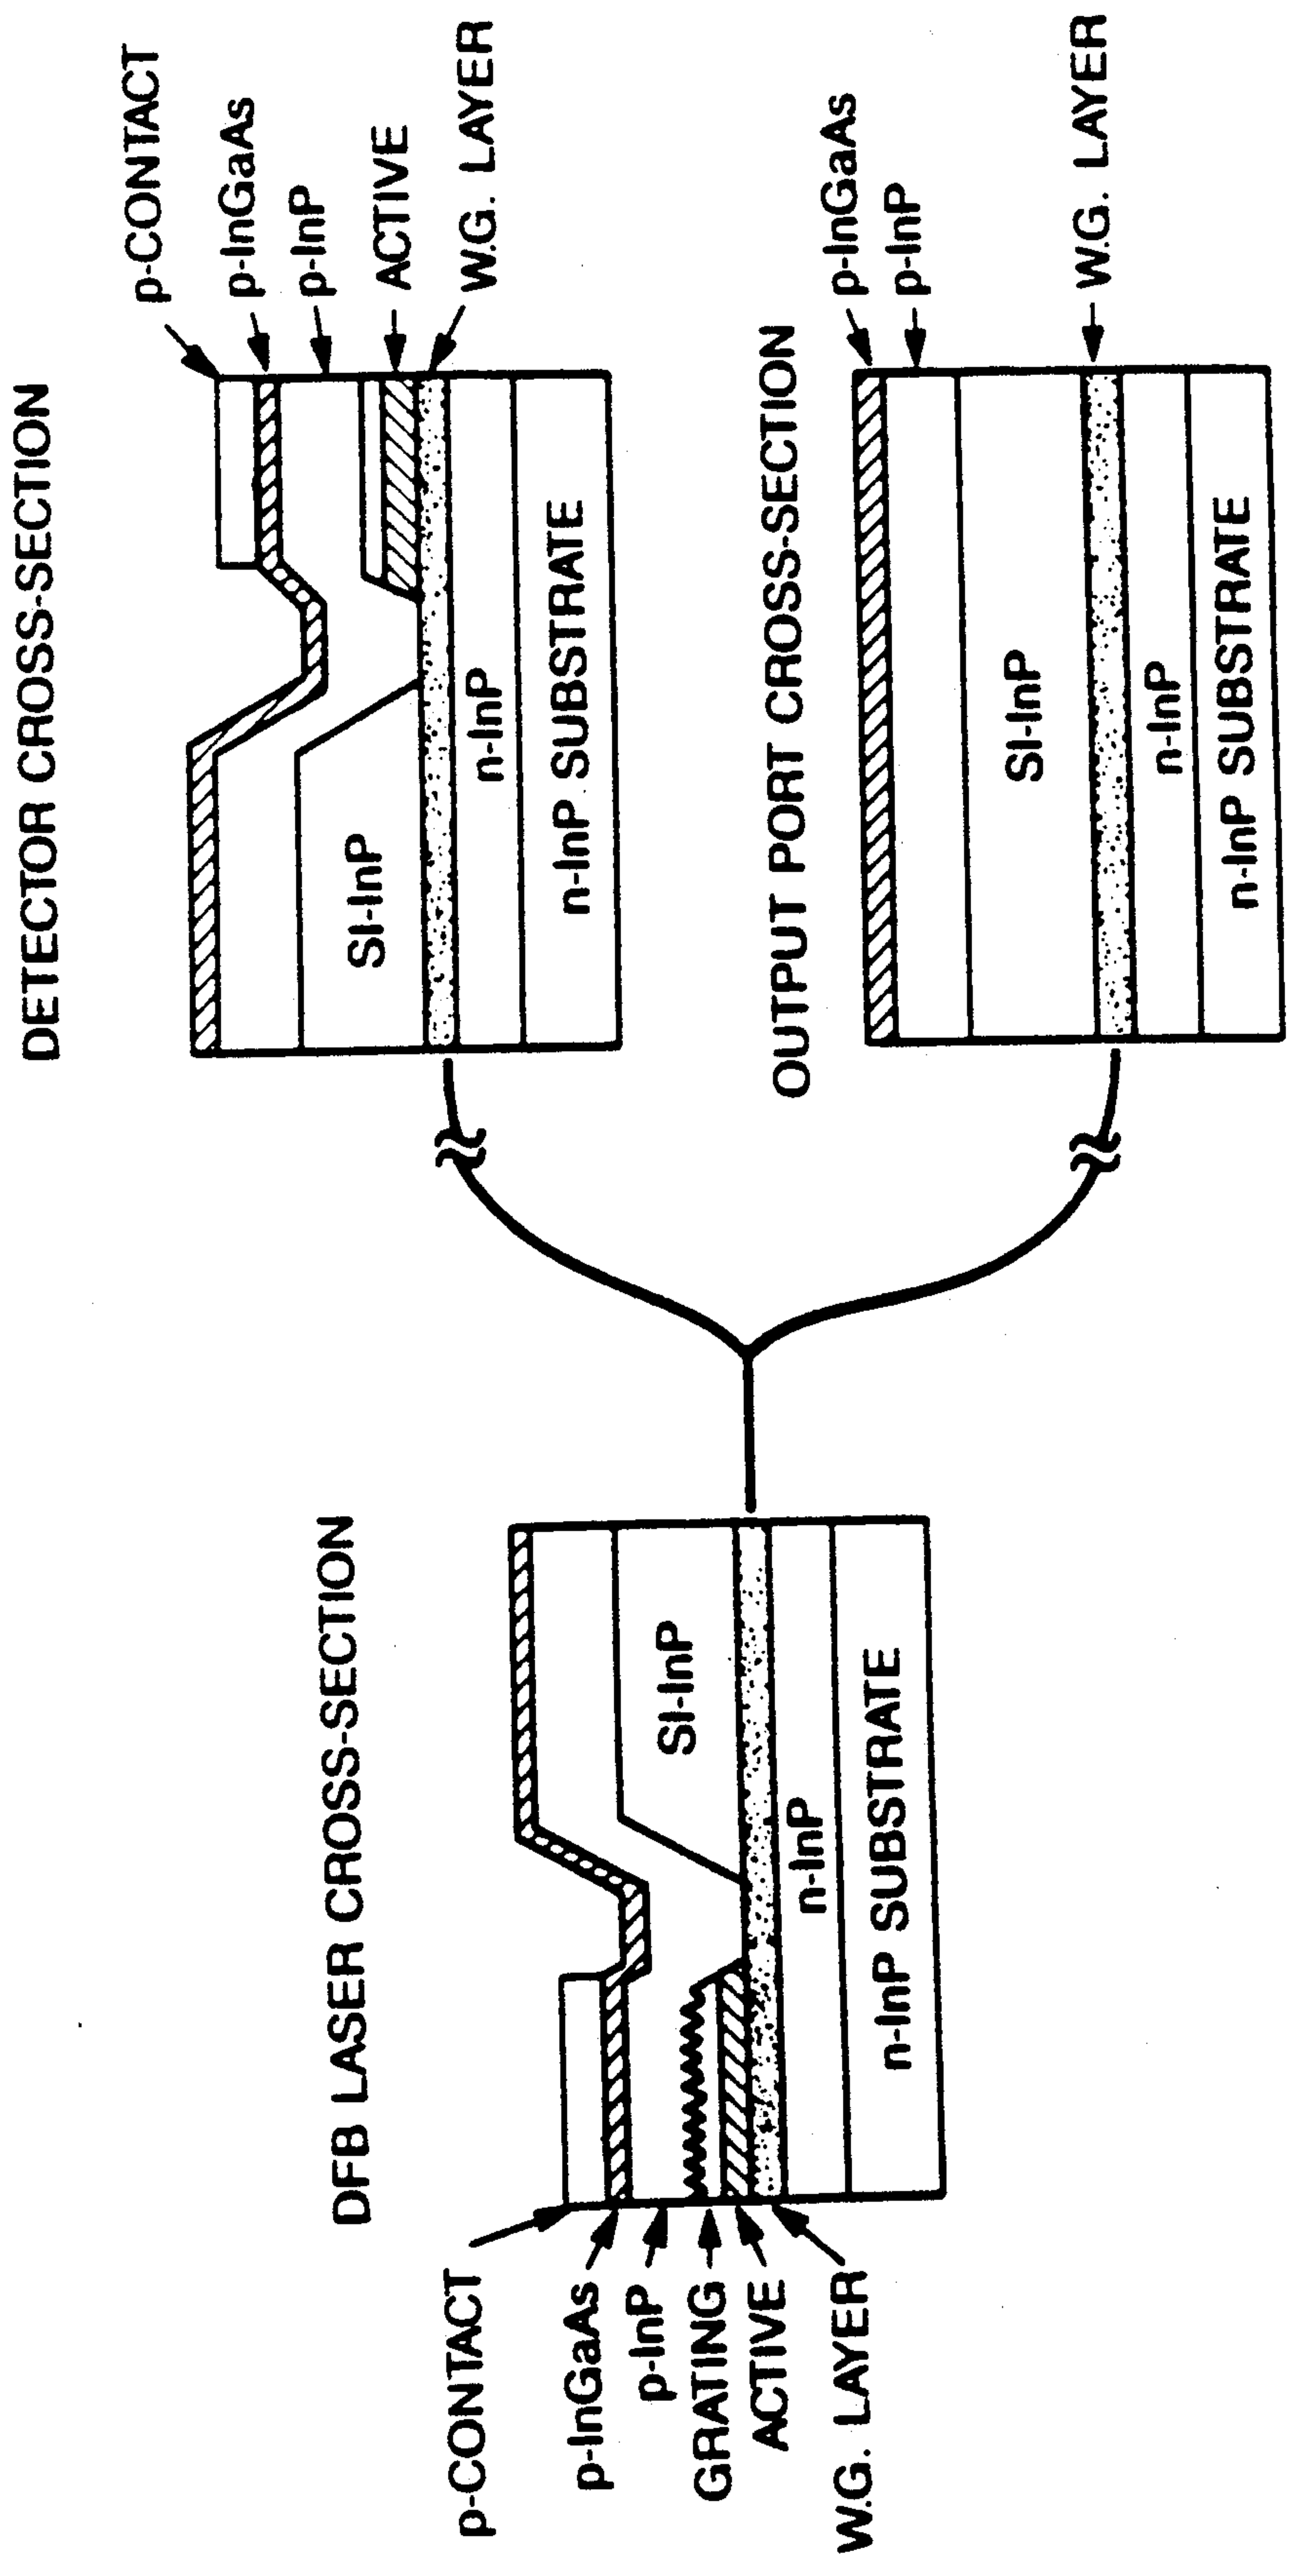 DFB LASER CROSS-SECTION
p-CONTACT
p-InGaAs
p-InP
GRATING
ACTIVE
W.G. LAYER
SI-InP
n-InP
n-InP SUBSTRATE
DETECTOR CROSS-SECTION
p-CONTACT
p-InGaAs
p-InP
ACTIVE
W.G. LAYER
SI-InP
n-InP
n-InP SUBSTRATE
OUTPUT PORT CROSS-SECTION
p-InGaAs
p-InP
W.G. LAYER
SI-InP
n-InP
n-InP SUBSTRATE